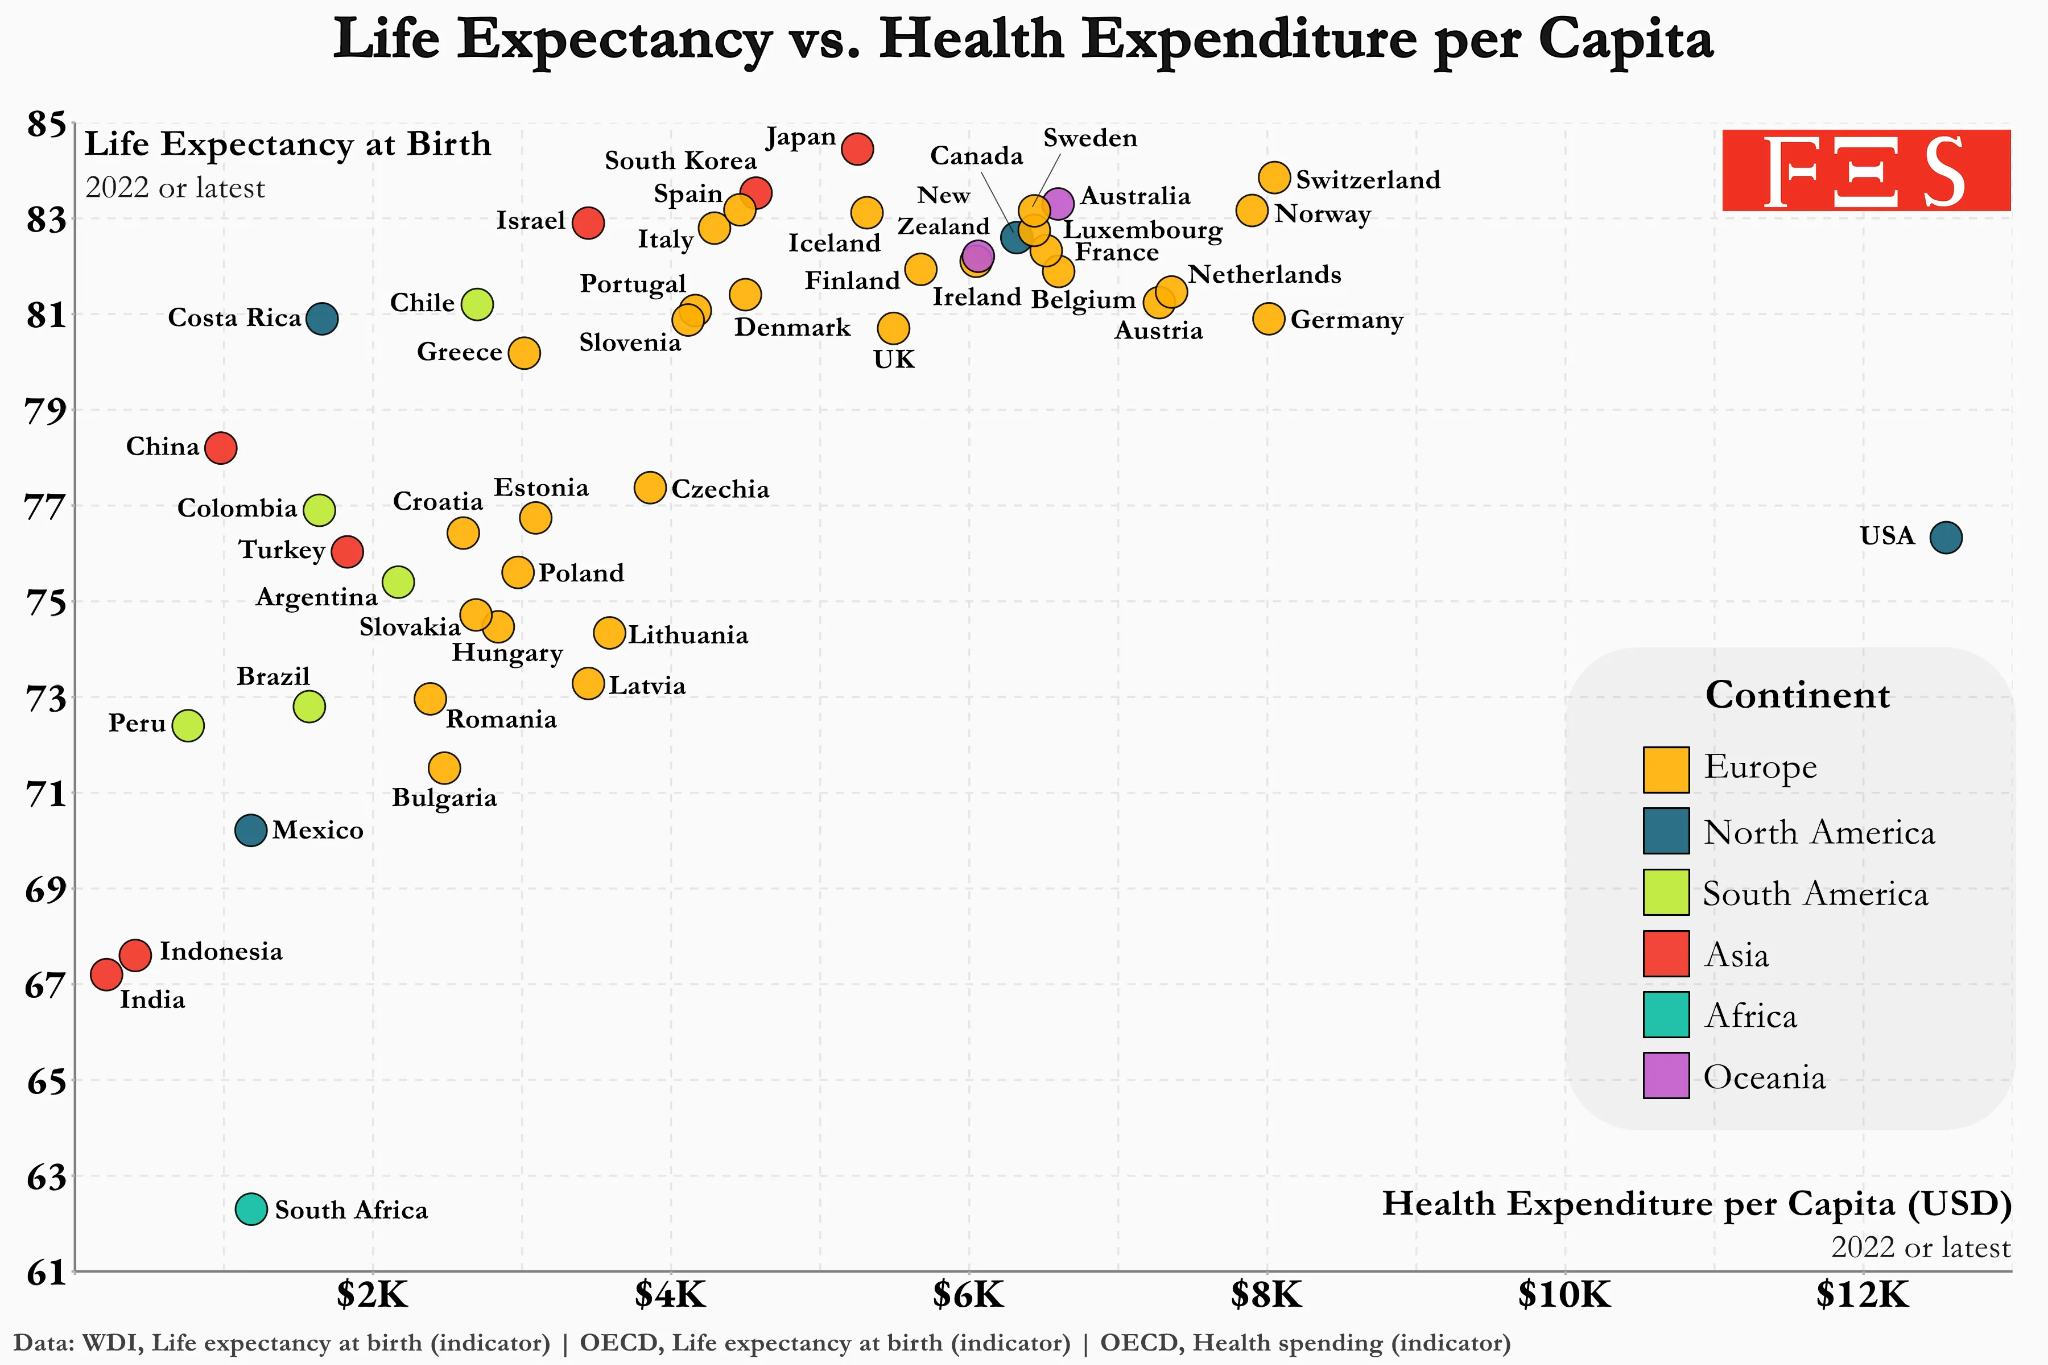 Life Expectancy vs. Health Expenditure per Capita
85
Life Expectancy at Birth
2022 or latest
FΞS
Japan
Canada
Sweden
South Korea
Spain
New
Zealand
Australia
Switzerland
83
Israel
Italy
Iceland
Luxembourg
Norway
France
Finland
Netherlands
Portugal
Ireland
Belgium
81
Costa Rica
Chile
Slovenia
Denmark
Austria
Germany
Greece
UK
79
China
Estonia
Czechia
Croatia
77
Colombia
USA
Turkey
Poland
75
Argentina
Slovakia
Lithuania
Hungary
Brazil
Latvia
73
Peru
Romania
71
Bulgaria
Mexico
69
Indonesia
67
India
65
63
South Africa
61
Continent
Europe
North America
South America
Asia
Africa
Oceania
Health Expenditure per Capita (USD)
2022 or latest
$2K
$4K
$6K
$8K
$10K
$12K
Data: WDI, Life expectancy at birth (indicator) | OECD, Life expectancy at birth (indicator) | OECD, Health spending (indicator)